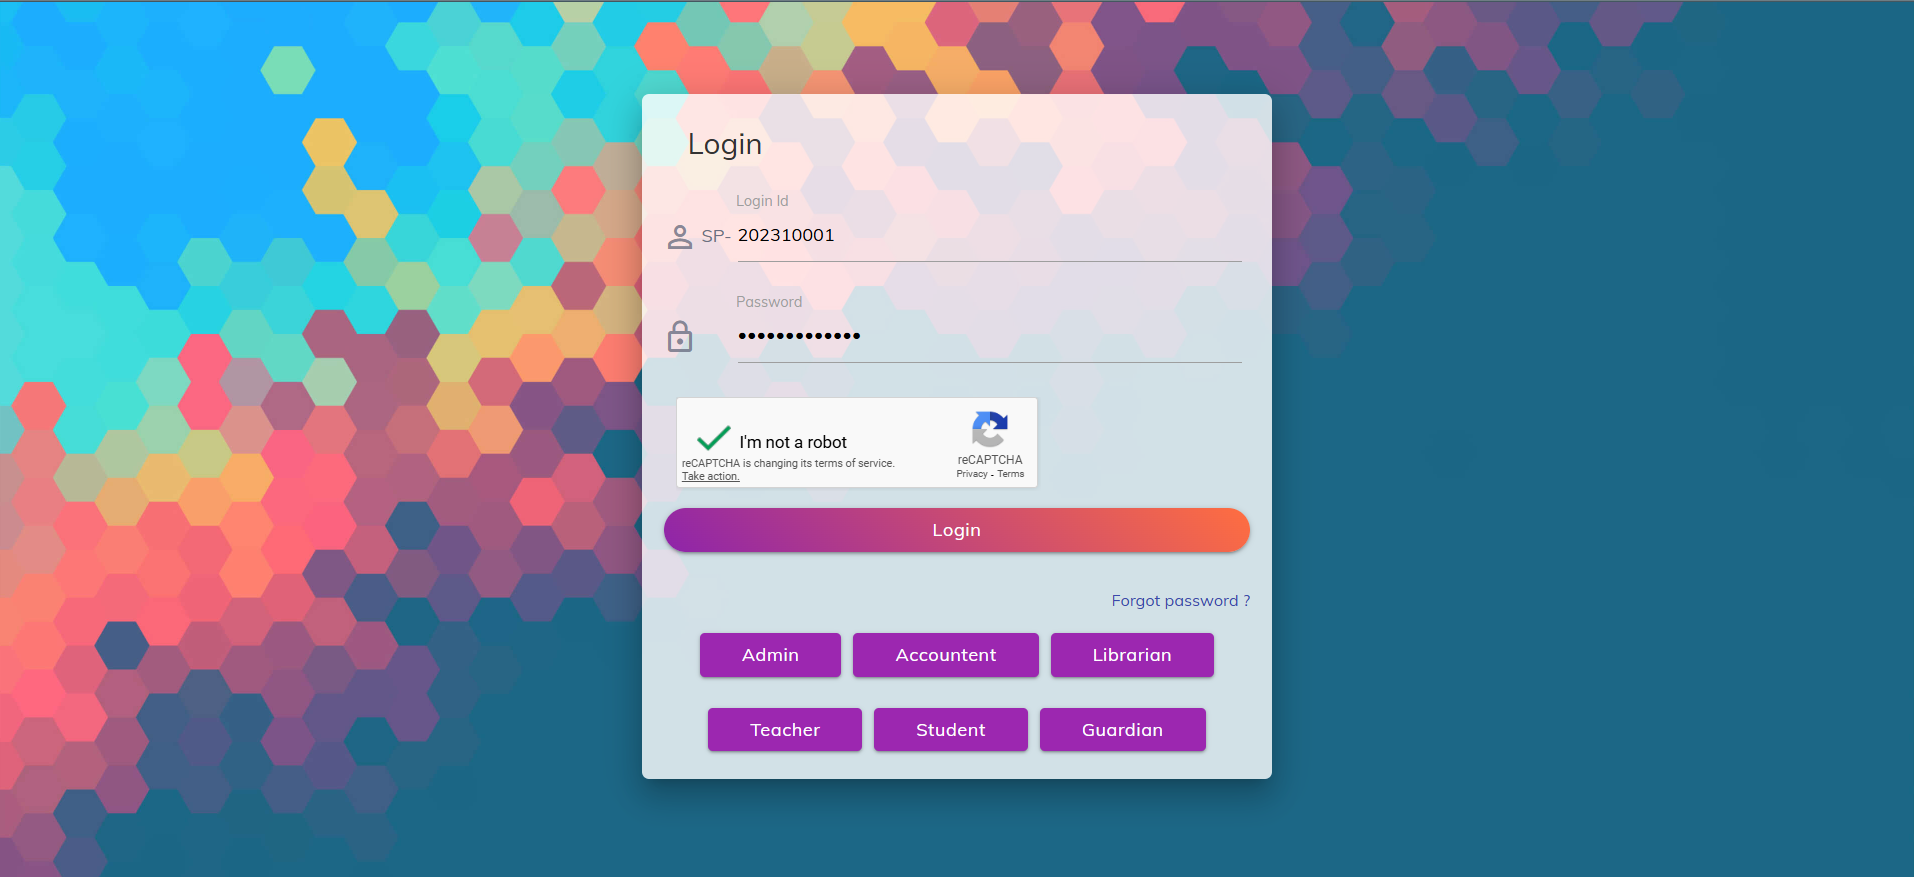 Login
Login Id
SP- 202310001
Password
•••••••••••••
I'm not a robot
reCAPTCHA is changing its terms of service.
Take action.
reCAPTCHA
Privacy - Terms
Login
Forgot password ?
Admin Accountent Librarian
Teacher Student Guardian